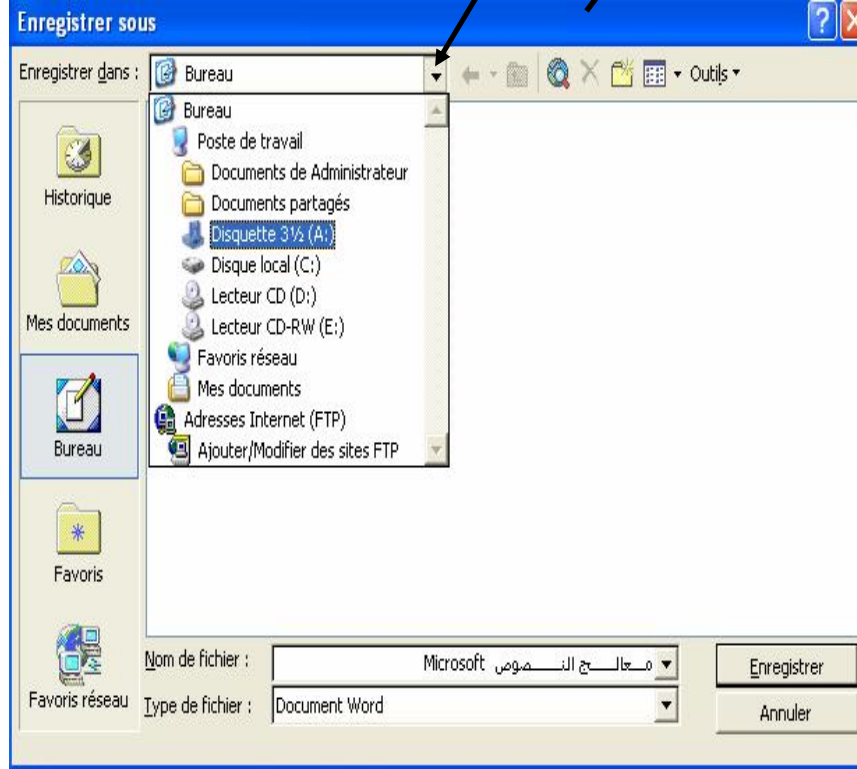 Enregistrer sous
Enregistrer dans : Bureau Outils
Bureau
Poste de travail
Documents de Administrateur
Documents partagés
Disquette 3½ (A:)
Disque local (C:)
Lecteur CD (D:)
Lecteur CD-RW (E:)
Favoris réseau
Mes documents
Adresses Internet (FTP)
Ajouter/Modifier des sites FTP
Historique
Mes documents
Bureau
Favoris
Favoris réseau
Nom de fichier : معالــج النــصوص Microsoft
Enregistrer
Type de fichier : Document Word
Annuler